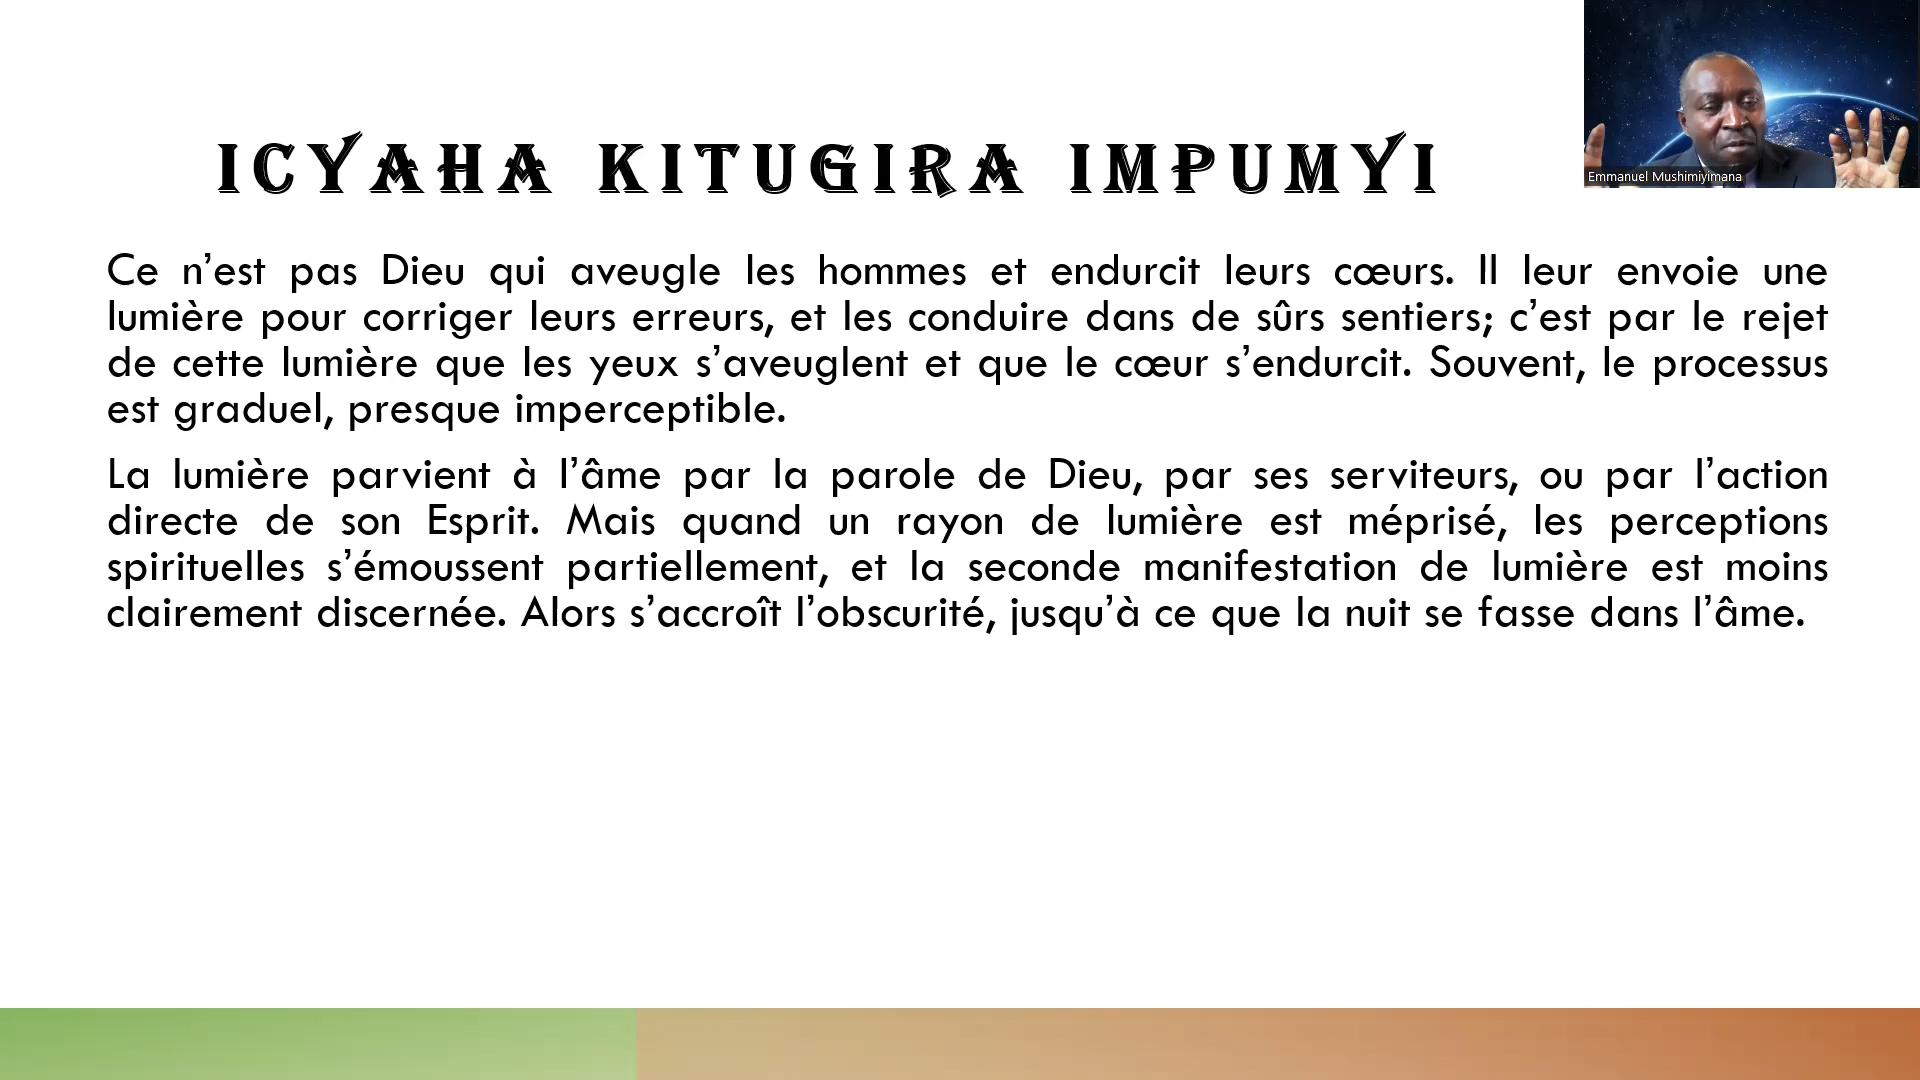 ICYAHA KITUGIRA IMPUMYI
Emmanuel Mushimiyimana
Ce n’est pas Dieu qui aveugle les hommes et endurcit leurs cœurs. Il leur envoie une
lumière pour corriger leurs erreurs, et les conduire dans de sûrs sentiers; c’est par le rejet
de cette lumière que les yeux s’aveuglent et que le cœur s’endurcit. Souvent, le processus
est graduel, presque imperceptible.
La lumière parvient à l’âme par la parole de Dieu, par ses serviteurs, ou par l’action
directe de son Esprit. Mais quand un rayon de lumière est méprisé, les perceptions
spirituelles s’émoussent partiellement, et la seconde manifestation de lumière est moins
clairement discernée. Alors s’accroît l’obscurité, jusqu’à ce que la nuit se fasse dans l’âme.